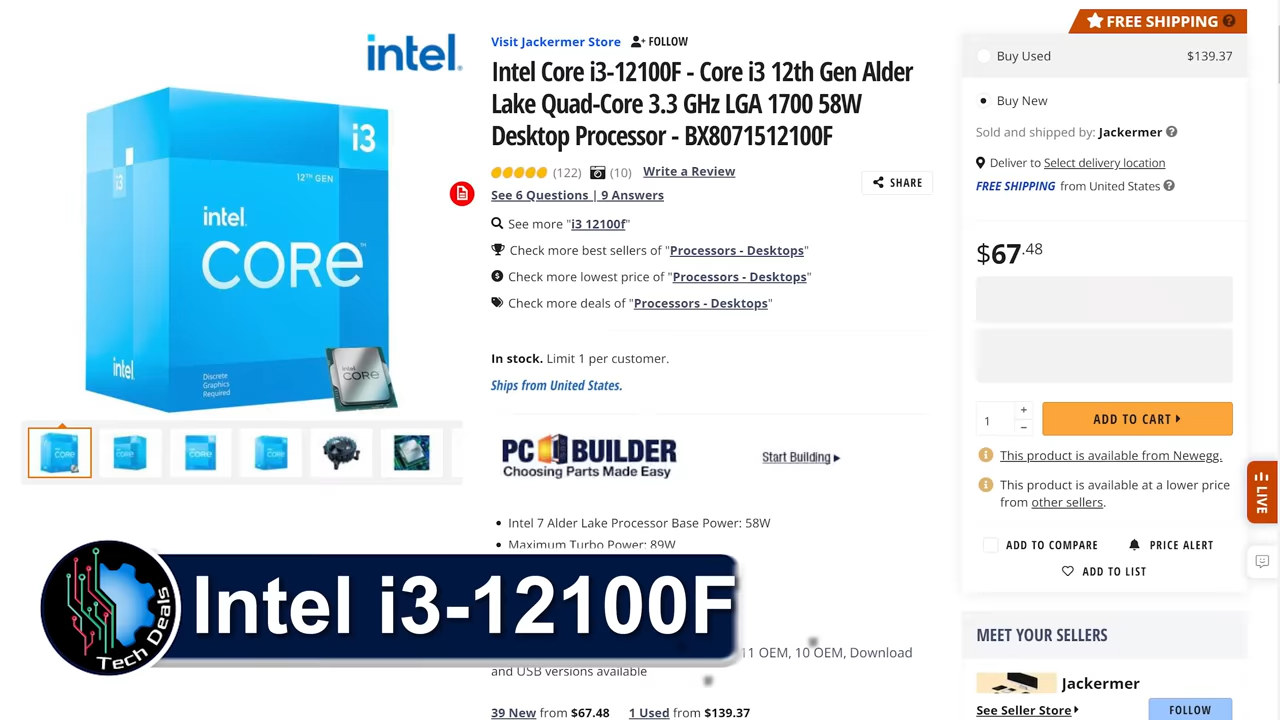 FREE SHIPPING
intel.
i3
i3
12TH GEN
intel.
CORE
intel.
Discrete
Graphics
Required
intel
CORE
Visit Jackermer Store FOLLOW
Intel Core i3-12100F - Core i3 12th Gen Alder
Lake Quad-Core 3.3 GHz LGA 1700 58W
Desktop Processor - BX8071512100F
(122) (10) Write a Review
See 6 Questions | 9 Answers
SHARE
See more "i3 12100f"
Check more best sellers of "Processors - Desktops"
Check more lowest price of "Processors - Desktops"
Check more deals of "Processors - Desktops"
In stock. Limit 1 per customer.
Ships from United States.
PC BUILDER
Choosing Parts Made Easy
Start Building
Intel 7 Alder Lake Processor Base Power: 58W
Maximum Turbo Power: 89W
11 OEM, 10 OEM, Download
and USB versions available
39 New from $67.48 1 Used from $139.37
Buy Used $139.37
Buy New
Sold and shipped by: Jackermer
Deliver to Select delivery location
FREE SHIPPING from United States
$67.48
1 + −
ADD TO CART
This product is available from Newegg.
This product is available at a lower price
from other sellers.
ADD TO COMPARE PRICE ALERT
ADD TO LIST
LIVE
MEET YOUR SELLERS
Jackermer
See Seller Store
FOLLOW
Tech Deals
Intel i3-12100F